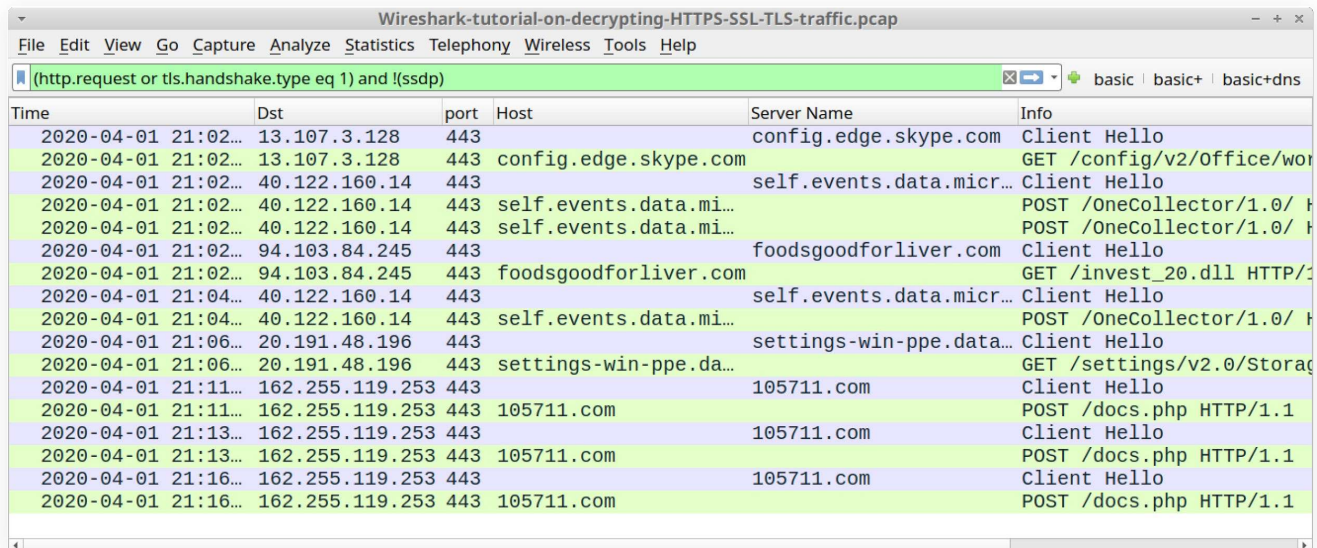 Wireshark-tutorial-on-decrypting-HTTPS-SSL-TLS-traffic.pcap
File Edit View Go Capture Analyze Statistics Telephony Wireless Tools Help
(http.request or tls.handshake.type eq 1) and !(ssdp) basic basic+ basic+dns
Time Dst port Host Server Name Info
2020-04-01 21:02… 13.107.3.128 443 config.edge.skype.com Client Hello
2020-04-01 21:02… 13.107.3.128 443 config.edge.skype.com GET /config/v2/Office/wor
2020-04-01 21:02… 40.122.160.14 443 self.events.data.micr… Client Hello
2020-04-01 21:02… 40.122.160.14 443 self.events.data.mi… POST /OneCollector/1.0/ H
2020-04-01 21:02… 40.122.160.14 443 self.events.data.mi… POST /OneCollector/1.0/ H
2020-04-01 21:02… 94.103.84.245 443 foodsgoodforliver.com Client Hello
2020-04-01 21:02… 94.103.84.245 443 foodsgoodforliver.com GET /invest_20.dll HTTP/1
2020-04-01 21:04… 40.122.160.14 443 self.events.data.micr… Client Hello
2020-04-01 21:04… 40.122.160.14 443 self.events.data.mi… POST /OneCollector/1.0/ H
2020-04-01 21:06… 20.191.48.196 443 settings-win-ppe.data… Client Hello
2020-04-01 21:06… 20.191.48.196 443 settings-win-ppe.da… GET /settings/v2.0/Storag
2020-04-01 21:11… 162.255.119.253 443 105711.com Client Hello
2020-04-01 21:11… 162.255.119.253 443 105711.com POST /docs.php HTTP/1.1
2020-04-01 21:13… 162.255.119.253 443 105711.com Client Hello
2020-04-01 21:13… 162.255.119.253 443 105711.com POST /docs.php HTTP/1.1
2020-04-01 21:16… 162.255.119.253 443 105711.com Client Hello
2020-04-01 21:16… 162.255.119.253 443 105711.com POST /docs.php HTTP/1.1